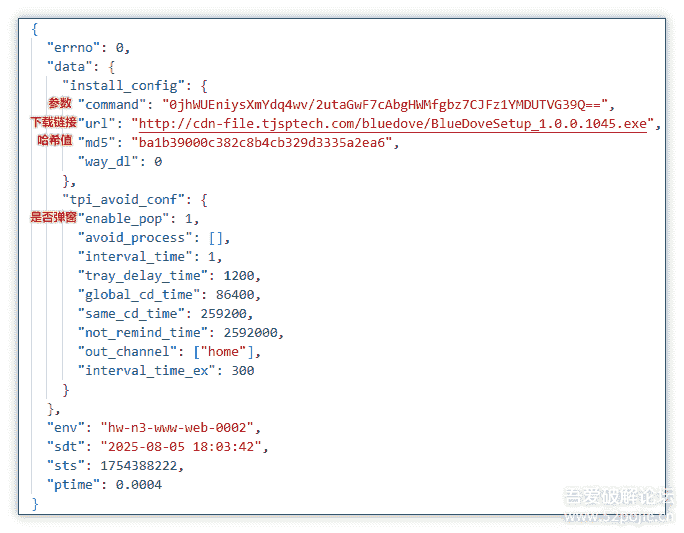 {
"errno": 0,
"data": {
"install_config": {
参数 "command": "0jhWUEniysXmYdq4wv/2utaGwF7cAbgHWMfgbz7CJFz1YMDUTVG39Q==",
下载链接 "url": "http://cdn-file.tjsptech.com/bluedove/BlueDoveSetup_1.0.0.1045.exe",
哈希值 "md5": "ba1b39000c382c8b4cb329d3335a2ea6",
"way_dl": 0
},
"tpi_avoid_conf": {
是否弹窗 "enable_pop": 1,
"avoid_process": [],
"interval_time": 1,
"tray_delay_time": 1200,
"global_cd_time": 86400,
"same_cd_time": 259200,
"not_remind_time": 2592000,
"out_channel": ["home"],
"interval_time_ex": 300
}
},
"env": "hw-n3-www-web-0002",
"sdt": "2025-08-05 18:03:42",
"sts": 1754388222,
"ptime": 0.0004
}
吾爱破解论坛
www.52pojie.cn